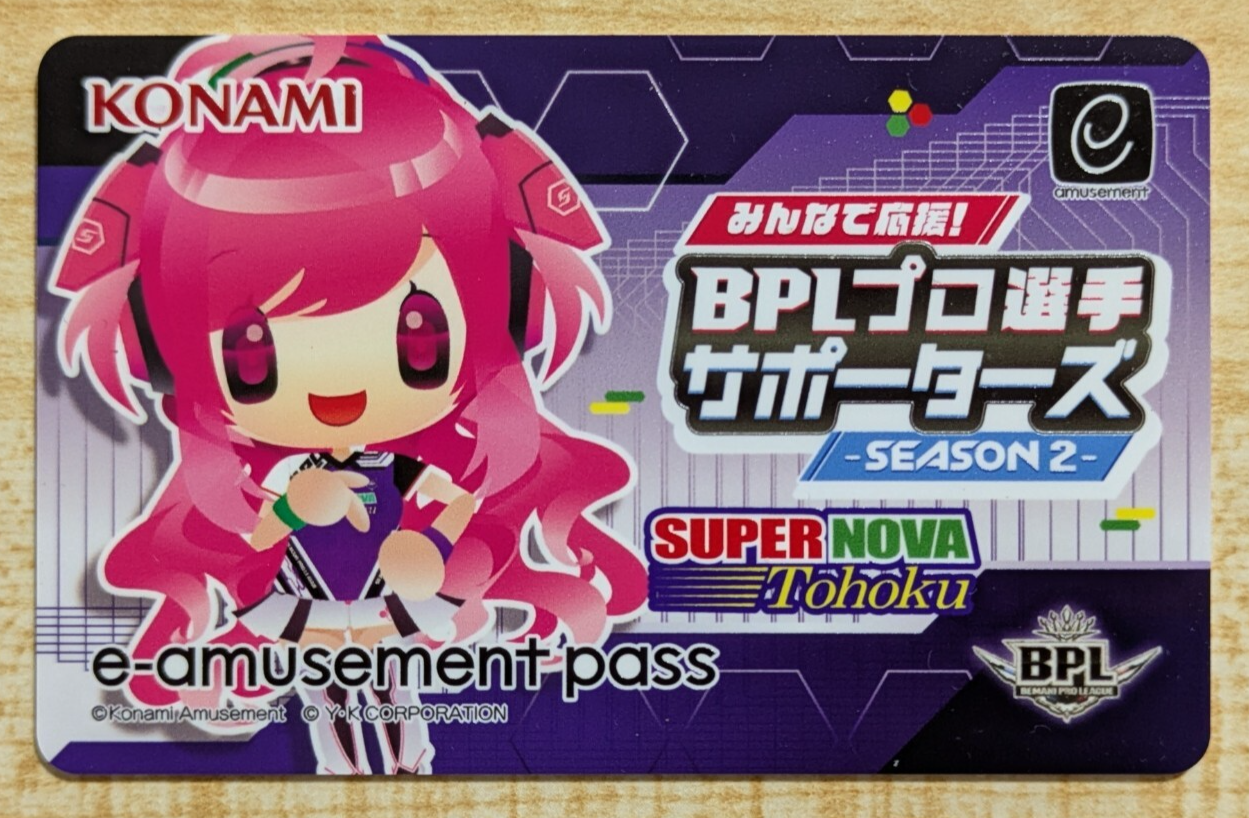 KONAMI
e
amusement
みんなで応援!
BPLプロ選手
サポーターズ
-SEASON 2-
SUPER NOVA
Tohoku
e-amusement pass
©Konami Amusement © Y・K CORPORATION
BPL
BEMANI PRO LEAGUE